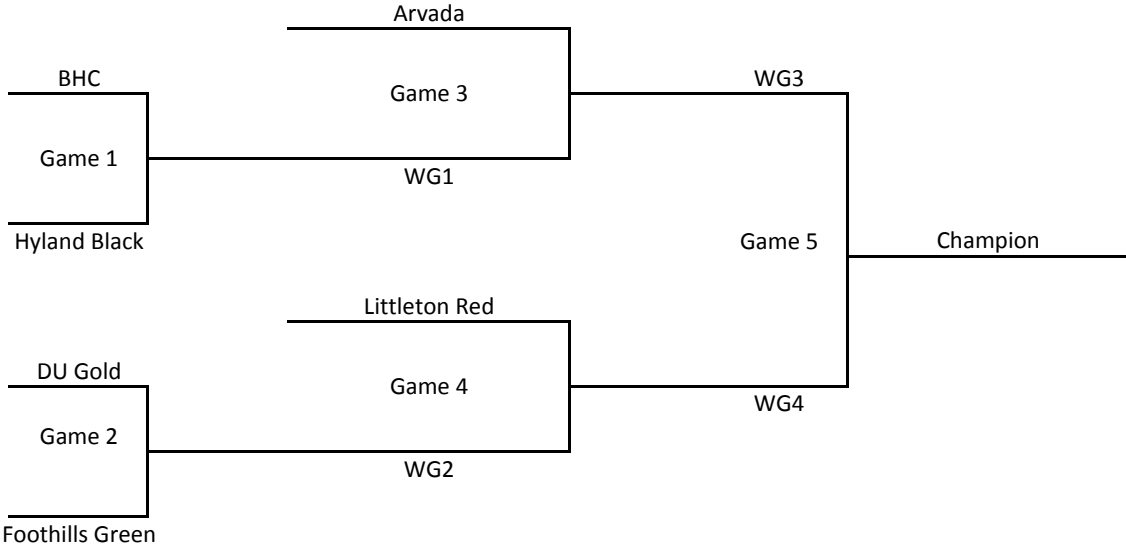 Arvada
BHC
Game 3
WG3
Game 1
WG1
Hyland Black
Game 5
Champion
Littleton Red
DU Gold
Game 4
WG4
Game 2
WG2
Foothills Green